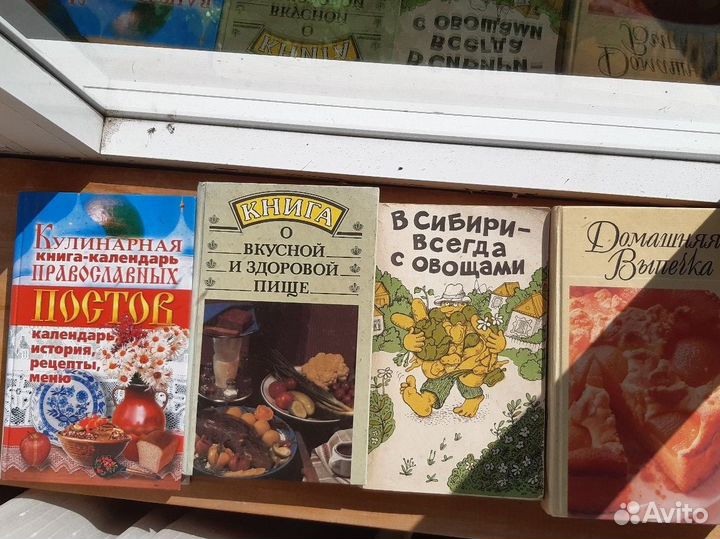 Кулинарная
книга-календарь
ПРАВОСЛАВНЫХ
ПОСТОВ
календарь,
история,
рецепты,
меню
КНИГА
О
ВКУСНОЙ
И ЗДОРОВОЙ
ПИЩЕ
В СИБИРИ-
ВСЕГДА
С ОВОЩАМИ
Домашняя
Выпечка
Avito